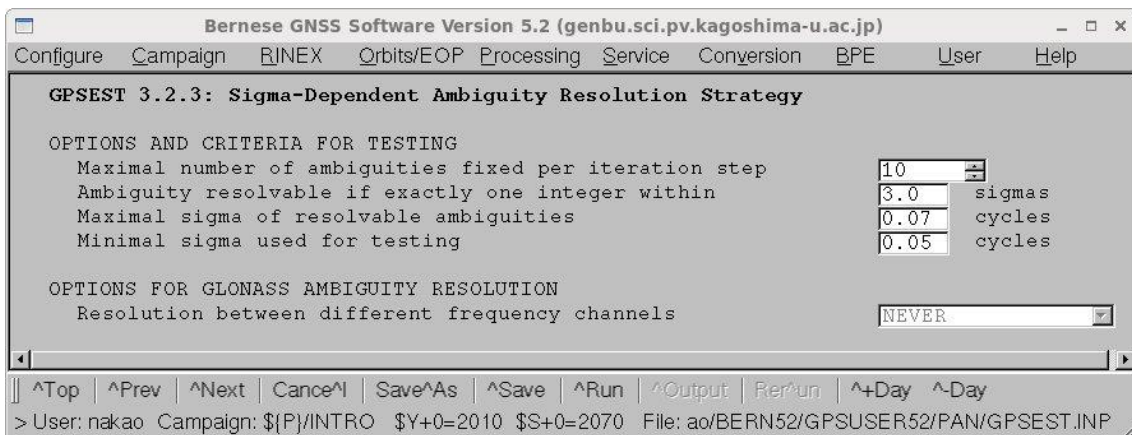 Bernese GNSS Software Version 5.2 (genbu.sci.pv.kagoshima-u.ac.jp)
Configure Campaign RINEX Orbits/EOP Processing Service Conversion BPE User Help
GPSEST 3.2.3: Sigma-Dependent Ambiguity Resolution Strategy
OPTIONS AND CRITERIA FOR TESTING
Maximal number of ambiguities fixed per iteration step 10
Ambiguity resolvable if exactly one integer within 3.0 sigmas
Maximal sigma of resolvable ambiguities 0.07 cycles
Minimal sigma used for testing 0.05 cycles
OPTIONS FOR GLONASS AMBIGUITY RESOLUTION
Resolution between different frequency channels NEVER
^Top | ^Prev | ^Next | Cance^l | Save^As | ^Save | ^Run | ^Output | Rer^un | ^+Day ^-Day
> User: nakao Campaign: ${P}/INTRO $Y+0=2010 $S+0=2070 File: ao/BERN52/GPSUSER52/PAN/GPSEST.INP